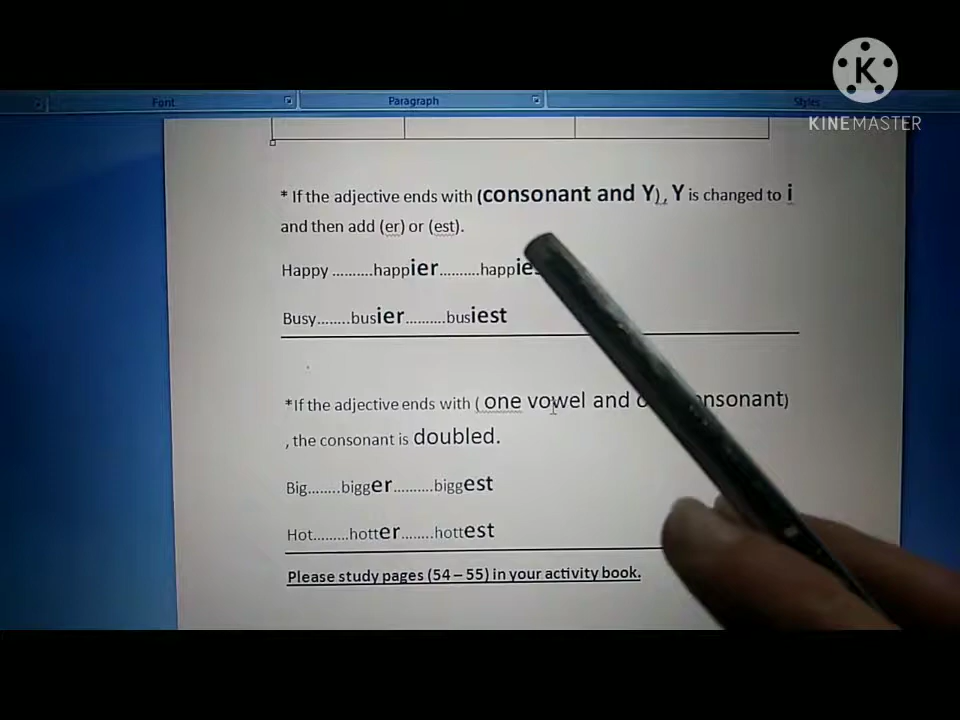 K
KINEMASTER
Font Paragraph Styles
* If the adjective ends with (consonant and Y) , Y is changed to i
and then add (er) or (est).
Happy ..........happier..........
Busy........busier..........busiest
*If the adjective ends with ( one vowel and
, the consonant is doubled.
Big........bigger..........biggest
Hot.........hotter........hottest
Please study pages (54 – 55) in your activity book.